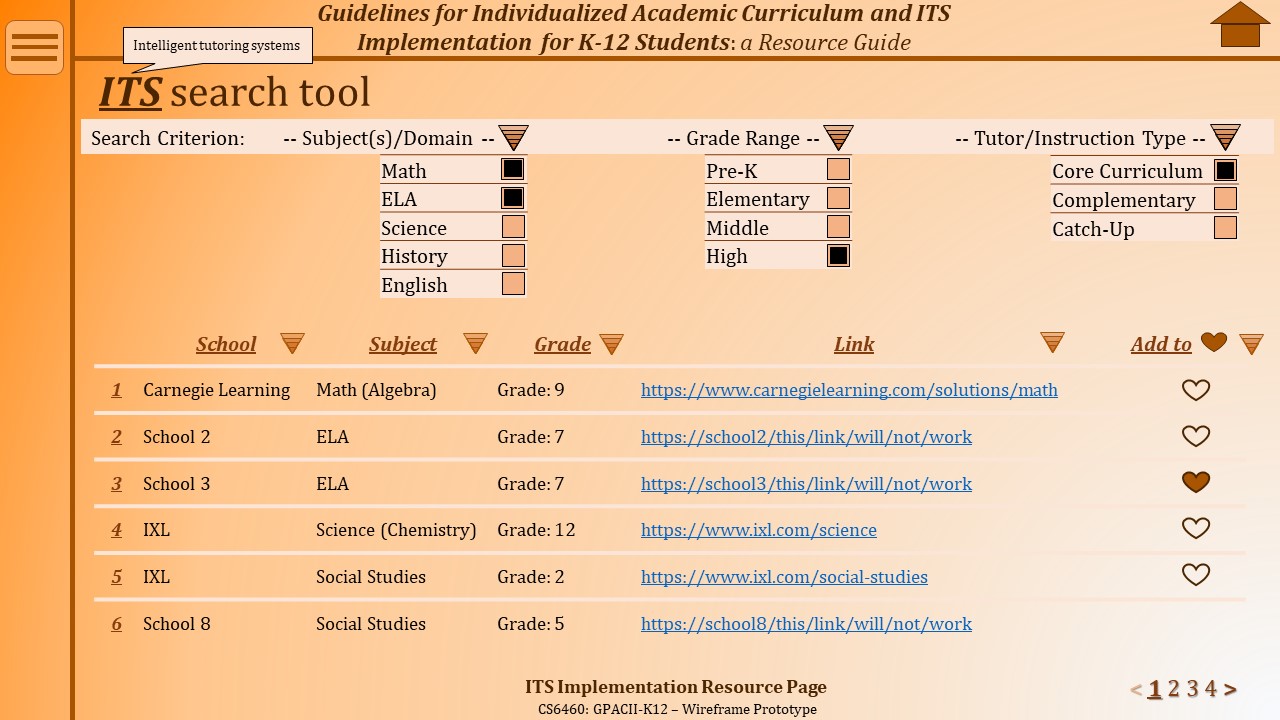 Guidelines for Individualized Academic Curriculum and ITS
Implementation for K-12 Students: a Resource Guide
Intelligent tutoring systems
ITS search tool
Search Criterion: -- Subject(s)/Domain -- -- Grade Range -- -- Tutor/Instruction Type --
Math Pre-K Core Curriculum
ELA Elementary Complementary
Science Middle Catch-Up
History High
English
School Subject Grade Link Add to
1 Carnegie Learning Math (Algebra) Grade: 9 https://www.carnegielearning.com/solutions/math
2 School 2 ELA Grade: 7 https://school2/this/link/will/not/work
3 School 3 ELA Grade: 7 https://school3/this/link/will/not/work
4 IXL Science (Chemistry) Grade: 12 https://www.ixl.com/science
5 IXL Social Studies Grade: 2 https://www.ixl.com/social-studies
6 School 8 Social Studies Grade: 5 https://school8/this/link/will/not/work
ITS Implementation Resource Page
CS6460: GPACII-K12 – Wireframe Prototype
< 1 2 3 4 >